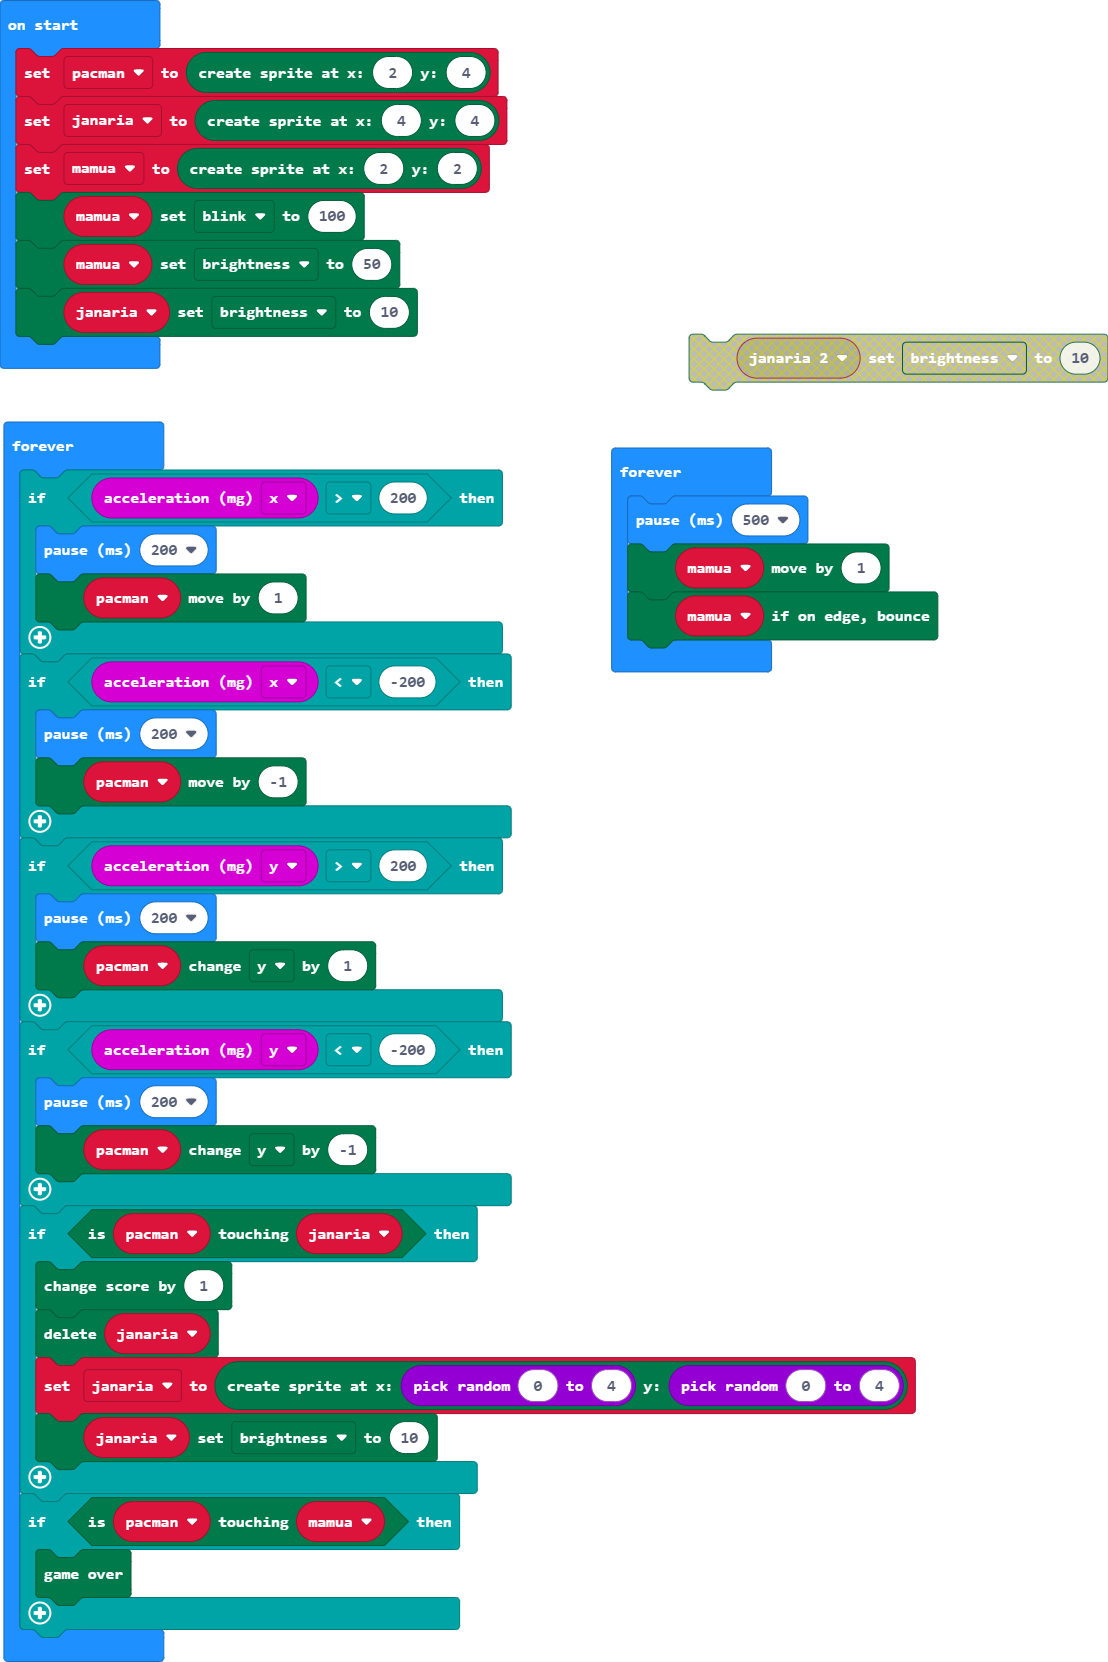 on start
set pacman to create sprite at x: 2 y: 4
set janaria to create sprite at x: 4 y: 4
set mamua to create sprite at x: 2 y: 2
mamua set blink to 100
mamua set brightness to 50
janaria set brightness to 10
janaria 2 set brightness to 10
forever
if acceleration (mg) x > 200 then
pause (ms) 200
pacman move by 1
if acceleration (mg) x < -200 then
pause (ms) 200
pacman move by -1
if acceleration (mg) y > 200 then
pause (ms) 200
pacman change y by 1
if acceleration (mg) y < -200 then
pause (ms) 200
pacman change y by -1
if is pacman touching janaria then
change score by 1
delete janaria
set janaria to create sprite at x: pick random 0 to 4 y: pick random 0 to 4
janaria set brightness to 10
if is pacman touching mamua then
game over
forever
pause (ms) 500
mamua move by 1
mamua if on edge, bounce